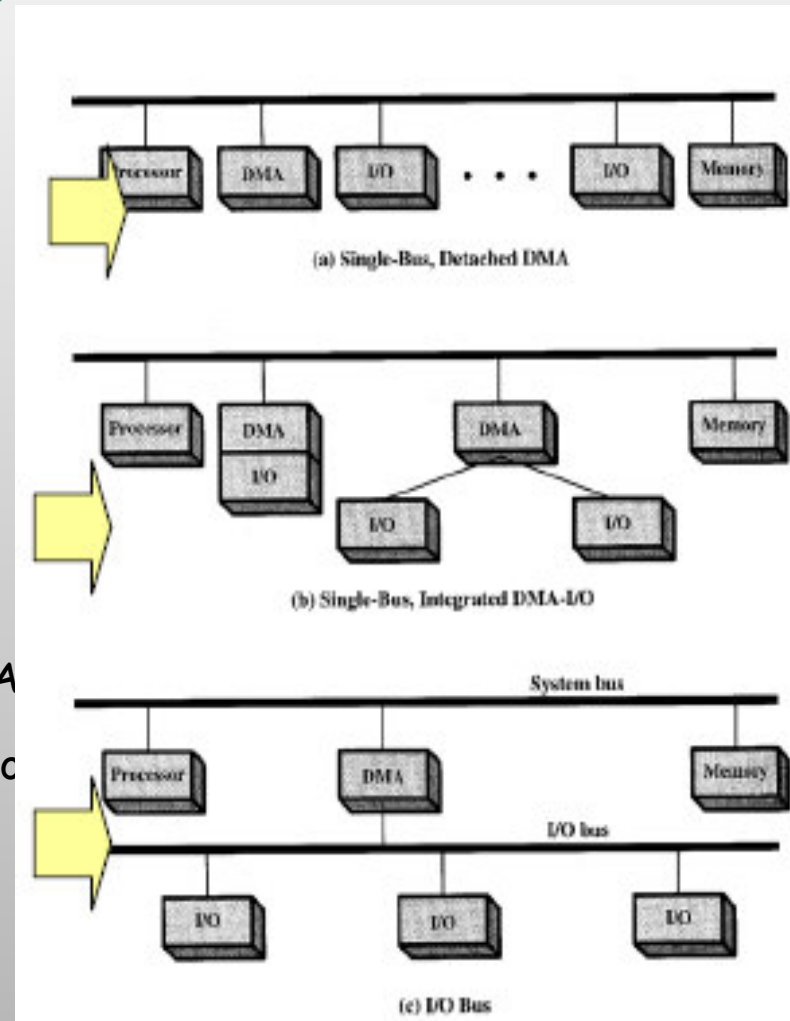 Processor DMA I/O • • • I/O Memory
(a) Single-Bus, Detached DMA
Processor DMA DMA Memory
I/O
I/O I/O
(b) Single-Bus, Integrated DMA-I/O
System bus
Processor DMA Memory
I/O bus
I/O I/O I/O
(c) I/O Bus